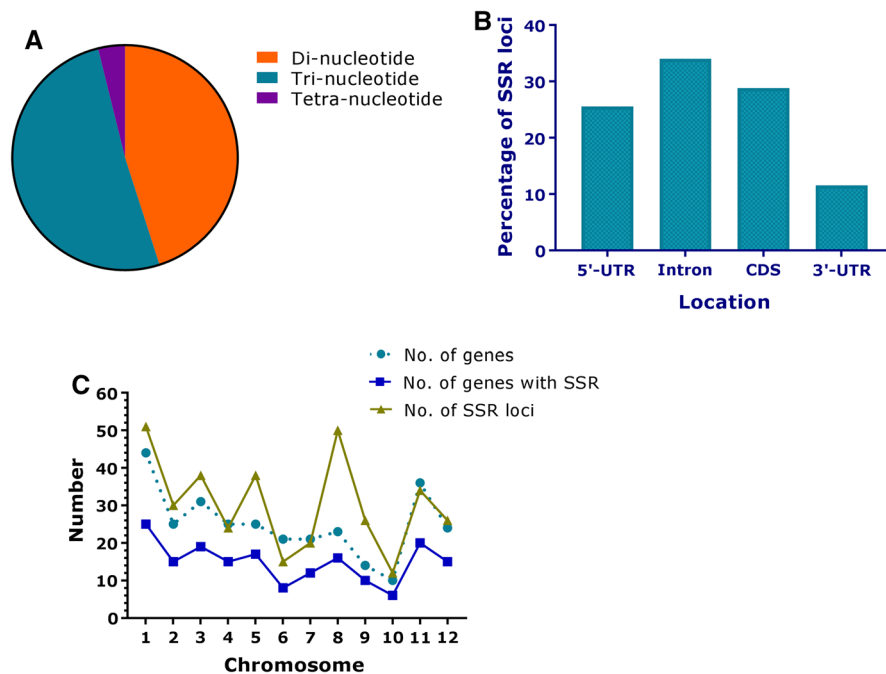 A
Di-nucleotide
Tri-nucleotide
Tetra-nucleotide
B
Percentage of SSR loci
40
30
20
10
0
5'-UTR Intron CDS 3'-UTR
Location
C
No. of genes
No. of genes with SSR
No. of SSR loci
Number
60
50
40
30
20
10
0
1 2 3 4 5 6 7 8 9 10 11 12
Chromosome